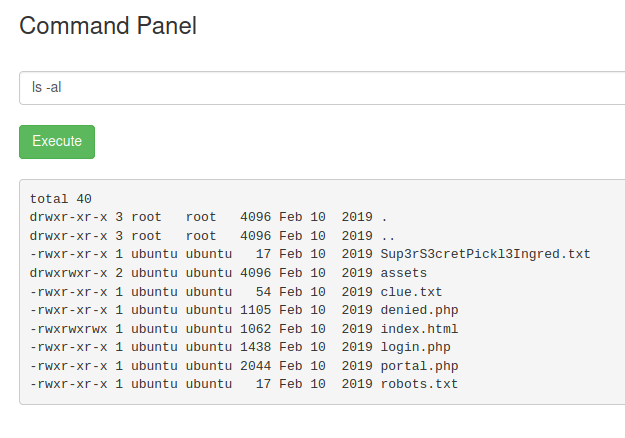 Command Panel
ls -al
Execute
total 40
drwxr-xr-x 3 root   root   4096 Feb 10  2019 .
drwxr-xr-x 3 root   root   4096 Feb 10  2019 ..
-rwxr-xr-x 1 ubuntu ubuntu   17 Feb 10  2019 Sup3rS3cretPickl3Ingred.txt
drwxrwxr-x 2 ubuntu ubuntu 4096 Feb 10  2019 assets
-rwxr-xr-x 1 ubuntu ubuntu   54 Feb 10  2019 clue.txt
-rwxr-xr-x 1 ubuntu ubuntu 1105 Feb 10  2019 denied.php
-rwxrwxrwx 1 ubuntu ubuntu 1062 Feb 10  2019 index.html
-rwxr-xr-x 1 ubuntu ubuntu 1438 Feb 10  2019 login.php
-rwxr-xr-x 1 ubuntu ubuntu 2044 Feb 10  2019 portal.php
-rwxr-xr-x 1 ubuntu ubuntu   17 Feb 10  2019 robots.txt